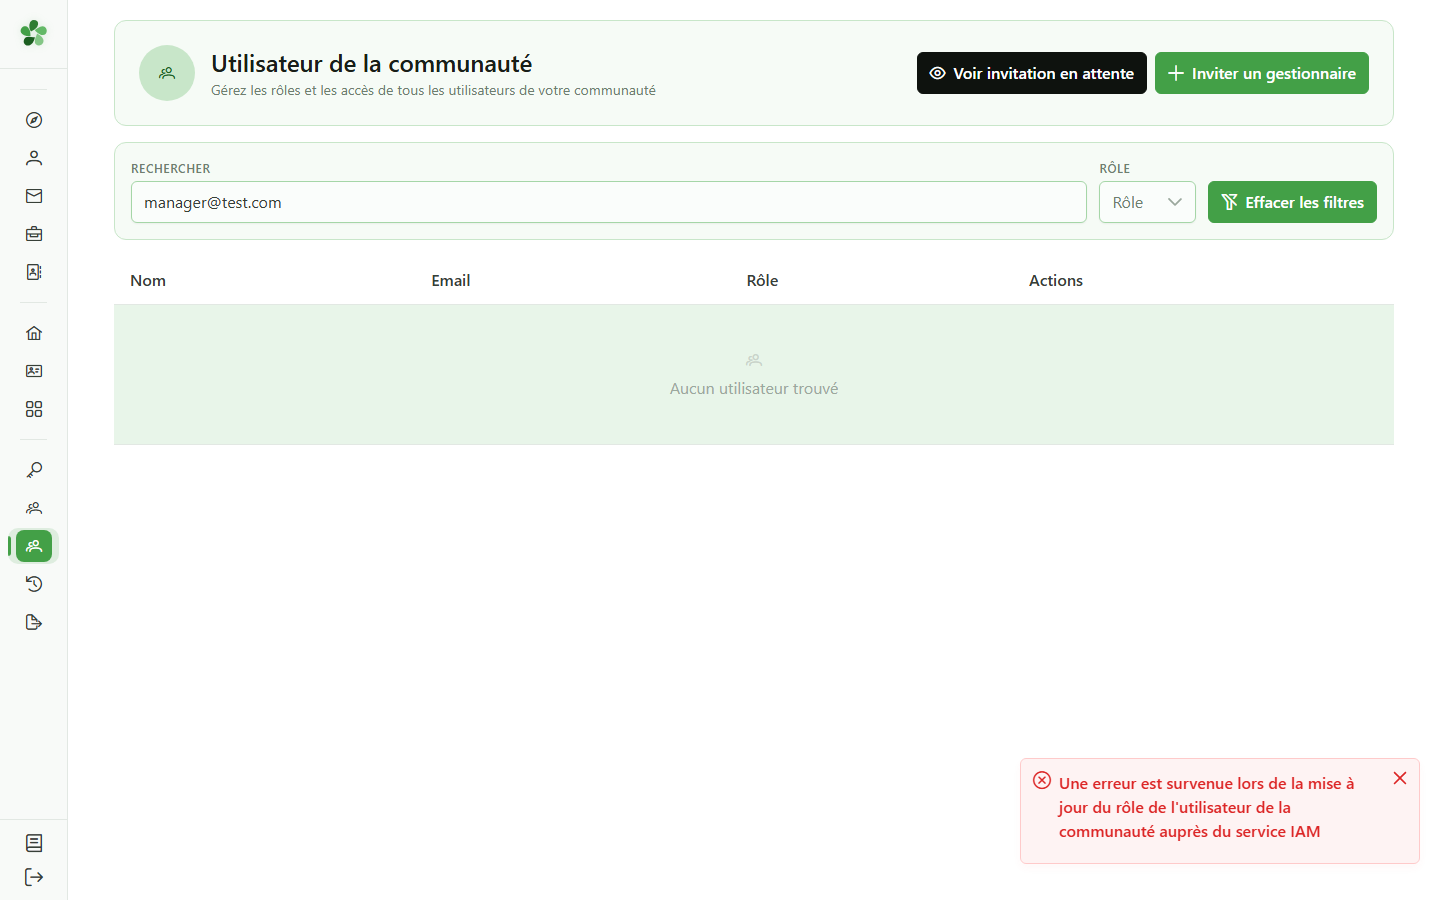 Utilisateur de la communauté
Gérez les rôles et les accès de tous les utilisateurs de votre communauté
Voir invitation en attente
Inviter un gestionnaire
RECHERCHER
manager@test.com
RÔLE
Rôle
Effacer les filtres
Nom Email Rôle Actions
Aucun utilisateur trouvé
Une erreur est survenue lors de la mise à
jour du rôle de l'utilisateur de la
communauté auprès du service IAM